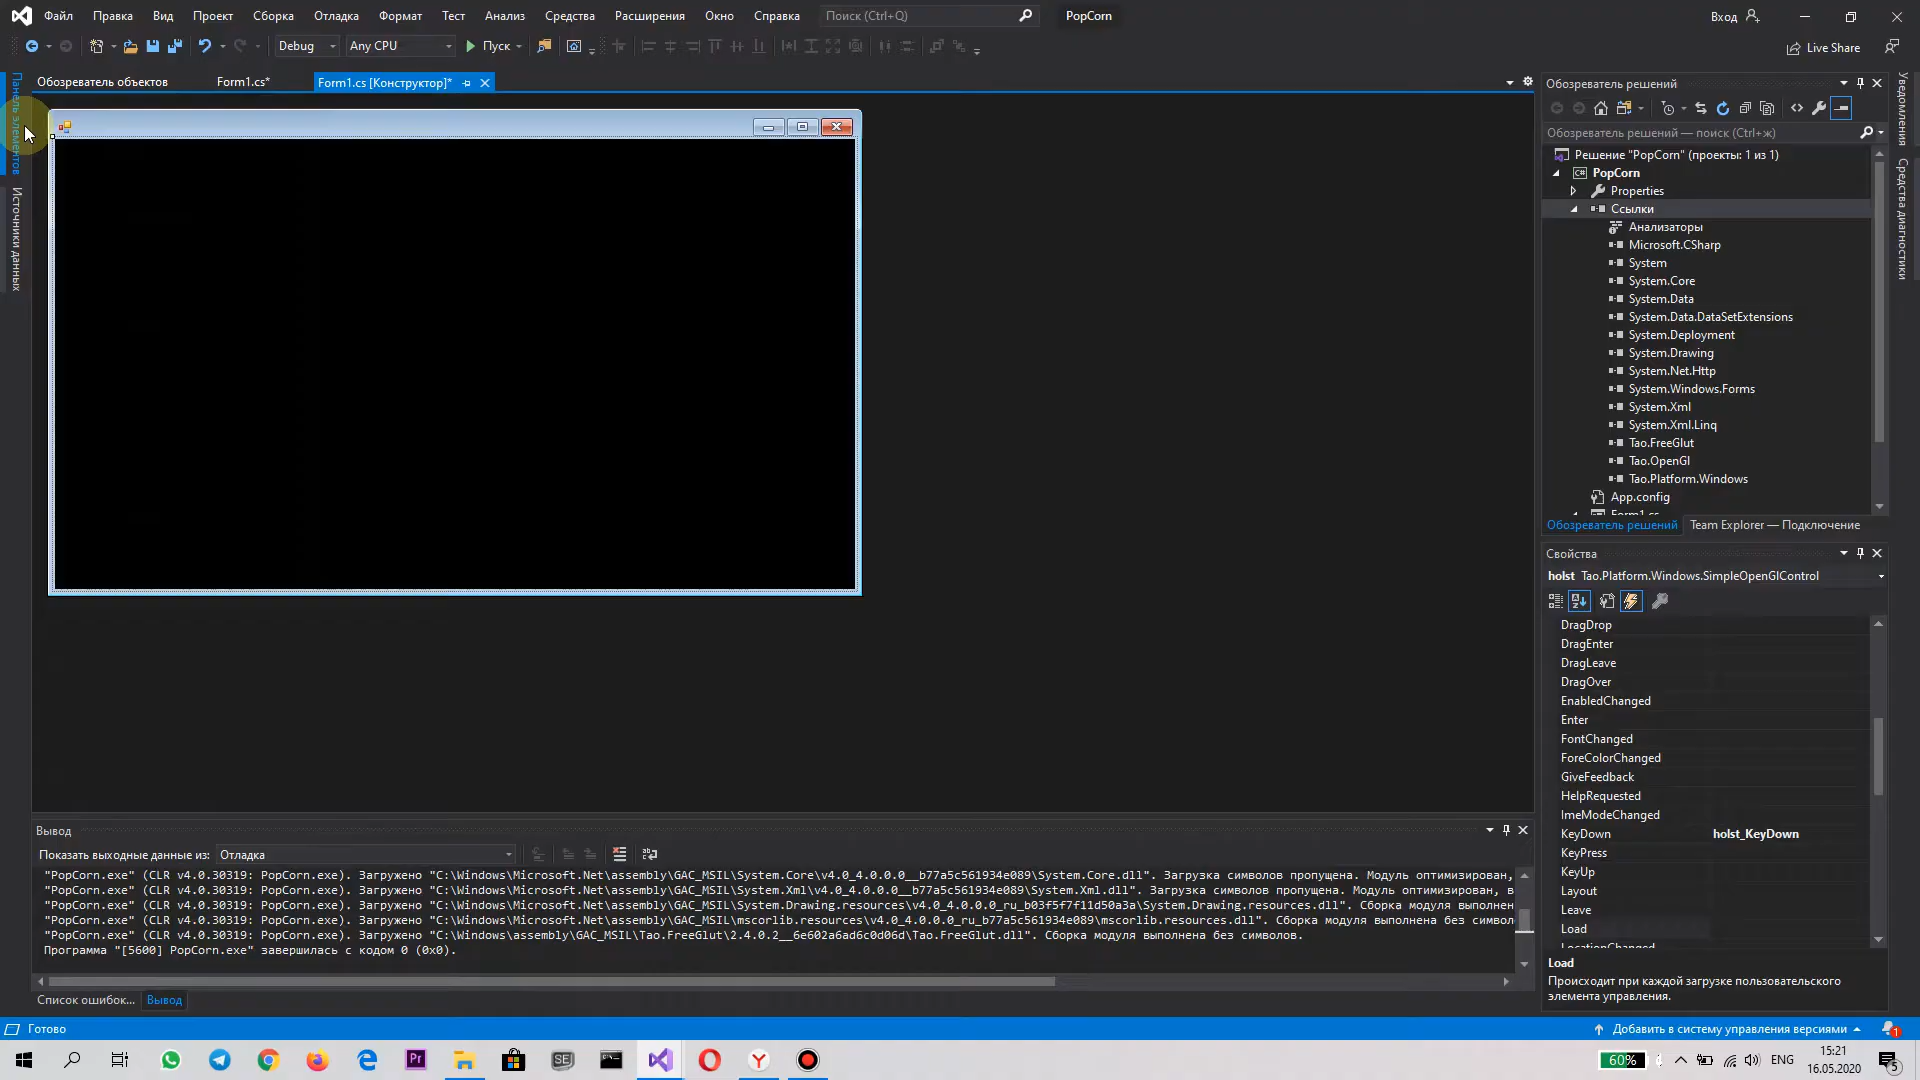 Файл Правка Вид Проект Сборка Отладка Формат Тест Анализ Средства Расширения Окно Справка Поиск (Ctrl+Q) PopCorn Вход
Debug Any CPU Пуск Live Share
Обозреватель объектов Form1.cs* Form1.cs [Конструктор]*
Панель элементов
Источники данных
Обозреватель решений
Обозреватель решений — поиск (Ctrl+ж)
Решение "PopCorn" (проекты: 1 из 1)
PopCorn
Properties
Ссылки
Анализаторы
Microsoft.CSharp
System
System.Core
System.Data
System.Data.DataSetExtensions
System.Deployment
System.Drawing
System.Net.Http
System.Windows.Forms
System.Xml
System.Xml.Linq
Tao.FreeGlut
Tao.OpenGl
Tao.Platform.Windows
App.config
Form1.cs
Обозреватель решений Team Explorer — Подключение
Уведомления
Средства диагностики
Свойства
holst Tao.Platform.Windows.SimpleOpenGlControl
DragDrop
DragEnter
DragLeave
DragOver
EnabledChanged
Enter
FontChanged
ForeColorChanged
GiveFeedback
HelpRequested
ImeModeChanged
KeyDown holst_KeyDown
KeyPress
KeyUp
Layout
Leave
Load
LocationChanged
Load
Происходит при каждой загрузке пользовательского
элемента управления.
Вывод
Показать выходные данные из: Отладка
"PopCorn.exe" (CLR v4.0.30319: PopCorn.exe). Загружено "C:\Windows\Microsoft.Net\assembly\GAC_MSIL\System.Core\v4.0_4.0.0.0__b77a5c561934e089\System.Core.dll". Загрузка символов пропущена. Модуль оптимизирован,
"PopCorn.exe" (CLR v4.0.30319: PopCorn.exe). Загружено "C:\Windows\Microsoft.Net\assembly\GAC_MSIL\System.Xml\v4.0_4.0.0.0__b77a5c561934e089\System.Xml.dll". Загрузка символов пропущена. Модуль оптимизирован, в
"PopCorn.exe" (CLR v4.0.30319: PopCorn.exe). Загружено "C:\Windows\Microsoft.Net\assembly\GAC_MSIL\System.Drawing.resources\v4.0_4.0.0.0_ru_b03f5f7f11d50a3a\System.Drawing.resources.dll". Сборка модуля выполнен
"PopCorn.exe" (CLR v4.0.30319: PopCorn.exe). Загружено "C:\Windows\Microsoft.Net\assembly\GAC_MSIL\mscorlib.resources\v4.0_4.0.0.0_ru_b77a5c561934e089\mscorlib.resources.dll". Сборка модуля выполнена без символ
"PopCorn.exe" (CLR v4.0.30319: PopCorn.exe). Загружено "C:\Windows\assembly\GAC_MSIL\Tao.FreeGlut\2.4.0.2__6e602a6ad6c0d06d\Tao.FreeGlut.dll". Сборка модуля выполнена без символов.
Программа "[5600] PopCorn.exe" завершилась с кодом 0 (0x0).
Список ошибок... Вывод
Готово Добавить в систему управления версиями 1
Pr SE 60% ENG 15:21
16.05.2020 5